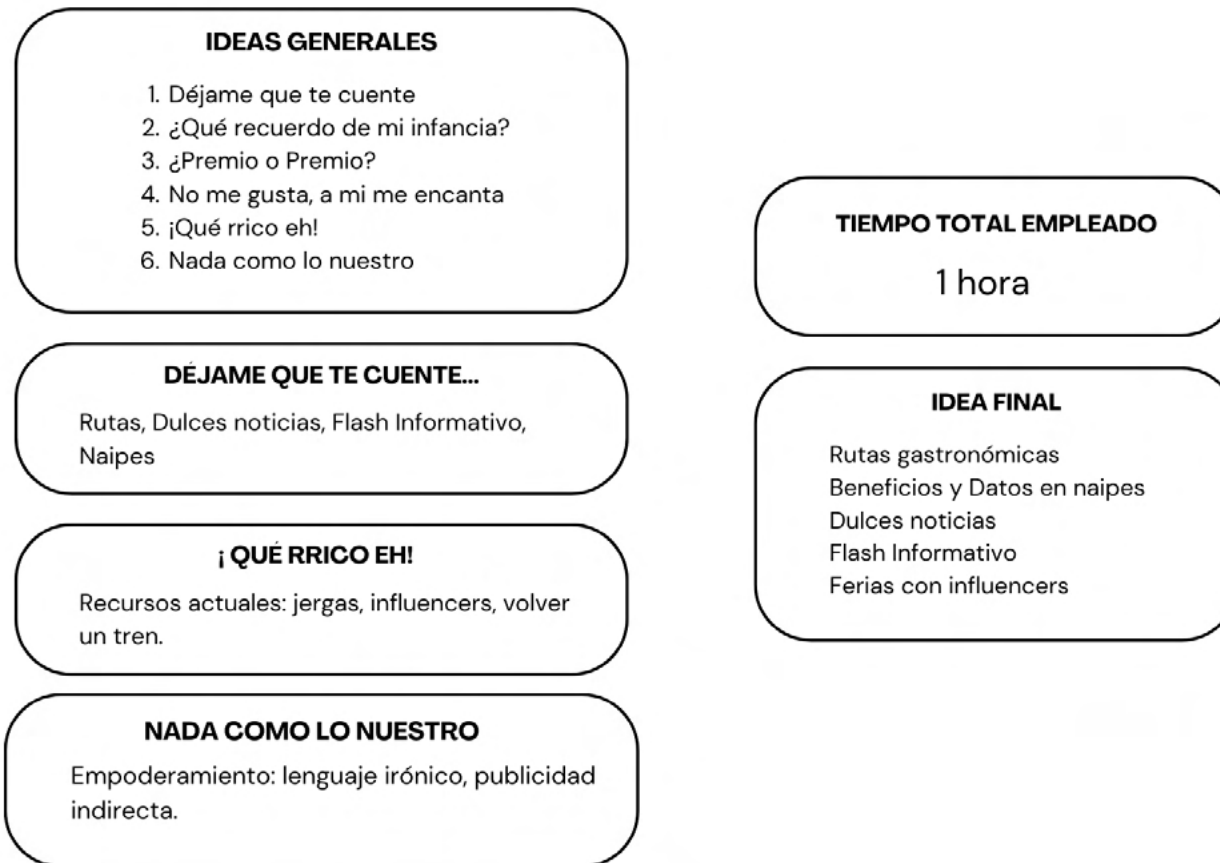 IDEAS GENERALES
1. Déjame que te cuente
2. ¿Qué recuerdo de mi infancia?
3. ¿Premio o Premio?
4. No me gusta, a mi me encanta
5. ¡Qué rrico eh!
6. Nada como lo nuestro
DÉJAME QUE TE CUENTE...
Rutas, Dulces noticias, Flash Informativo,
Naipes
¡ QUÉ RRICO EH!
Recursos actuales: jergas, influencers, volver
un tren.
NADA COMO LO NUESTRO
Empoderamiento: lenguaje irónico, publicidad
indirecta.
TIEMPO TOTAL EMPLEADO
1 hora
IDEA FINAL
Rutas gastronómicas
Beneficios y Datos en naipes
Dulces noticias
Flash Informativo
Ferias con influencers